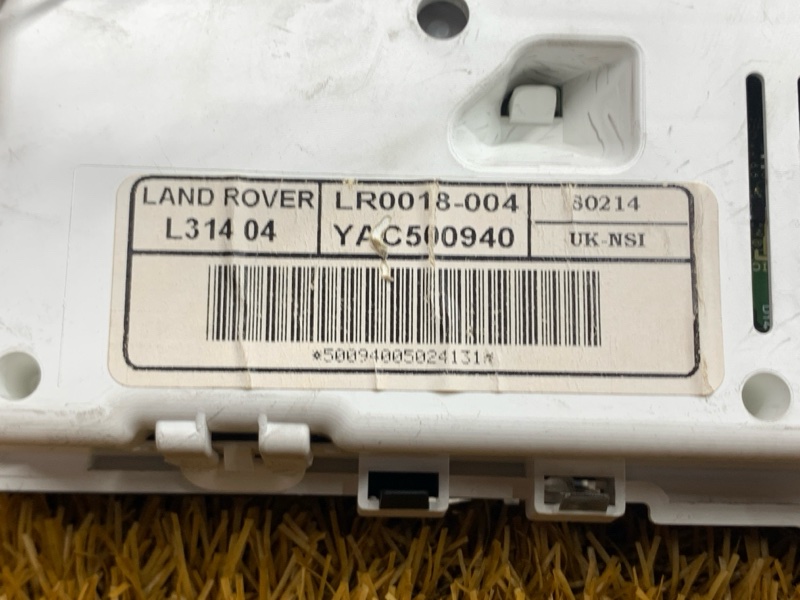 LAND ROVER
L314 04
LR0018-004
YAC500940
80214
UK-NSI
*50094005024131*